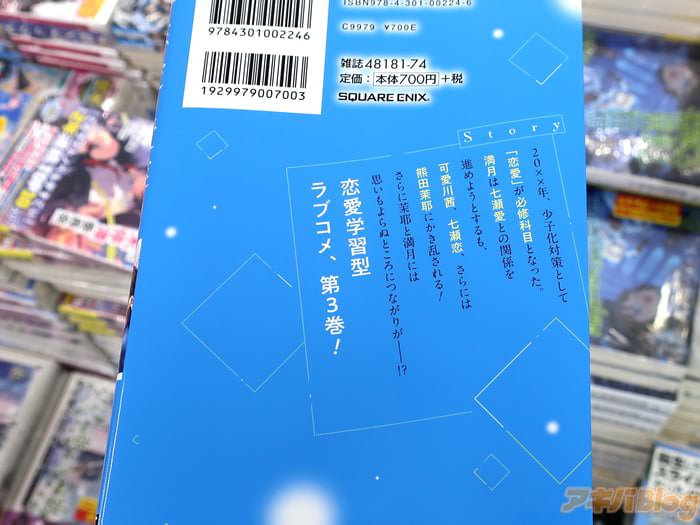 ISBN978-4-301-00224-6
9784301002246
C9979 ¥700E
1929979007003
雑誌48181-74
定価：本体700円+税
SQUARE ENIX.
Story
20××年、少子化対策として
「恋愛」が必修科目となった。
満月は七瀬愛との関係を
進めようとするも、
可愛川茜、七瀬恋、さらには
熊田茉耶にかき乱される！
さらに茉耶と満月には
思いもよらぬところにつながりが――!?
恋愛学習型
ラブコメ、第3巻！
アキバBlog